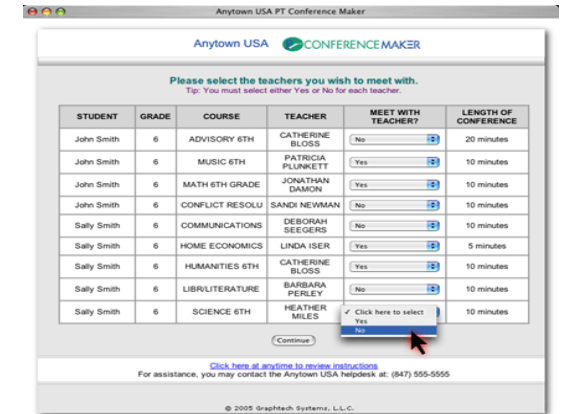 Anytown USA PT Conference Maker
Anytown USA CONFERENCE MAKER
Please select the teachers you wish to meet with.
Tip: You must select either Yes or No for each teacher.
STUDENT GRADE COURSE TEACHER MEET WITH TEACHER? LENGTH OF CONFERENCE
John Smith 6 ADVISORY 6TH CATHERINE BLOSS No 20 minutes
John Smith 6 MUSIC 6TH PATRICIA PLUNKETT Yes 10 minutes
John Smith 6 MATH 6TH GRADE JONATHAN DAMON Yes 10 minutes
John Smith 6 CONFLICT RESOLU SANDI NEWMAN No 10 minutes
Sally Smith 6 COMMUNICATIONS DEBORAH SEEGERS No 10 minutes
Sally Smith 6 HOME ECONOMICS LINDA ISER Yes 5 minutes
Sally Smith 6 HUMANITIES 6TH CATHERINE BLOSS Yes 10 minutes
Sally Smith 6 LIBR/LITERATURE BARBARA PERLEY No 10 minutes
Sally Smith 6 SCIENCE 6TH HEATHER MILES ✓ Click here to select 10 minutes
Yes
No
Continue
Click here at anytime to review instructions
For assistance, you may contact the Anytown USA helpdesk at: (847) 555-5555
© 2005 Graphtech Systems, L.L.C.